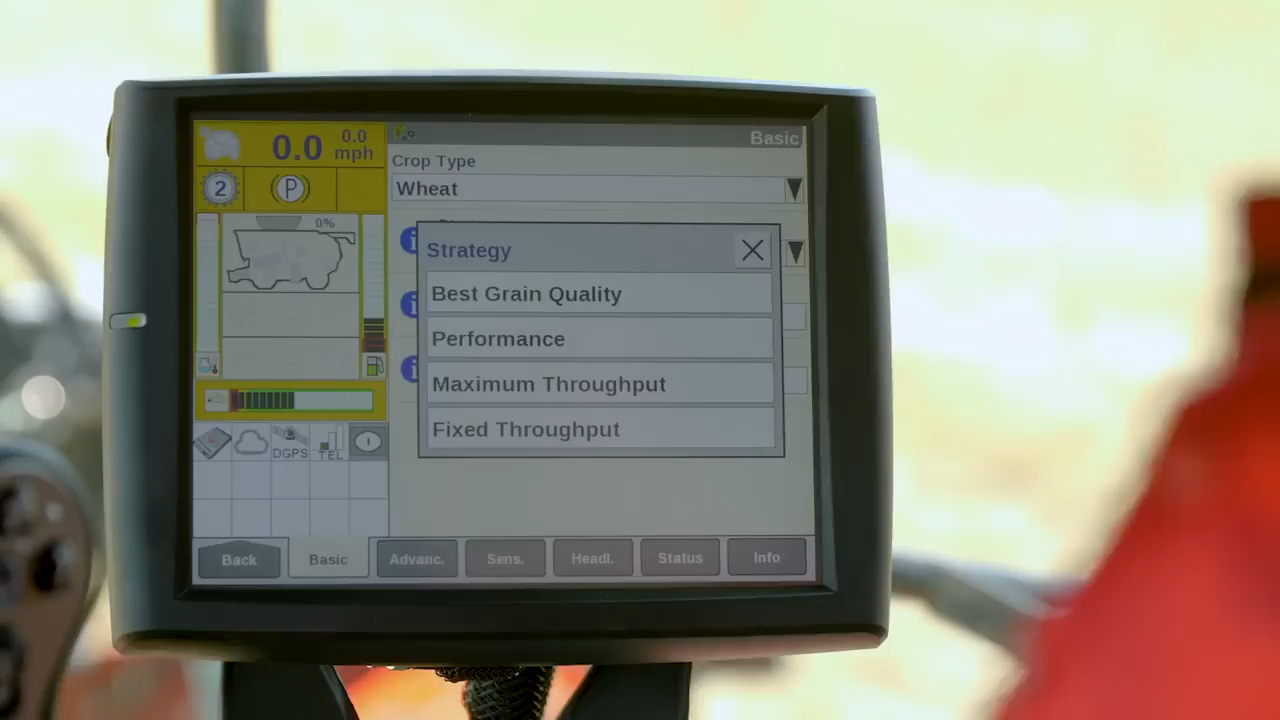 0.0
0.0
mph
2
P
0%
DGPS
TEL
Basic
Crop Type
Wheat
Strategy
Best Grain Quality
Performance
Maximum Throughput
Fixed Throughput
Back
Basic
Advanc.
Sens.
Headl.
Status
Info